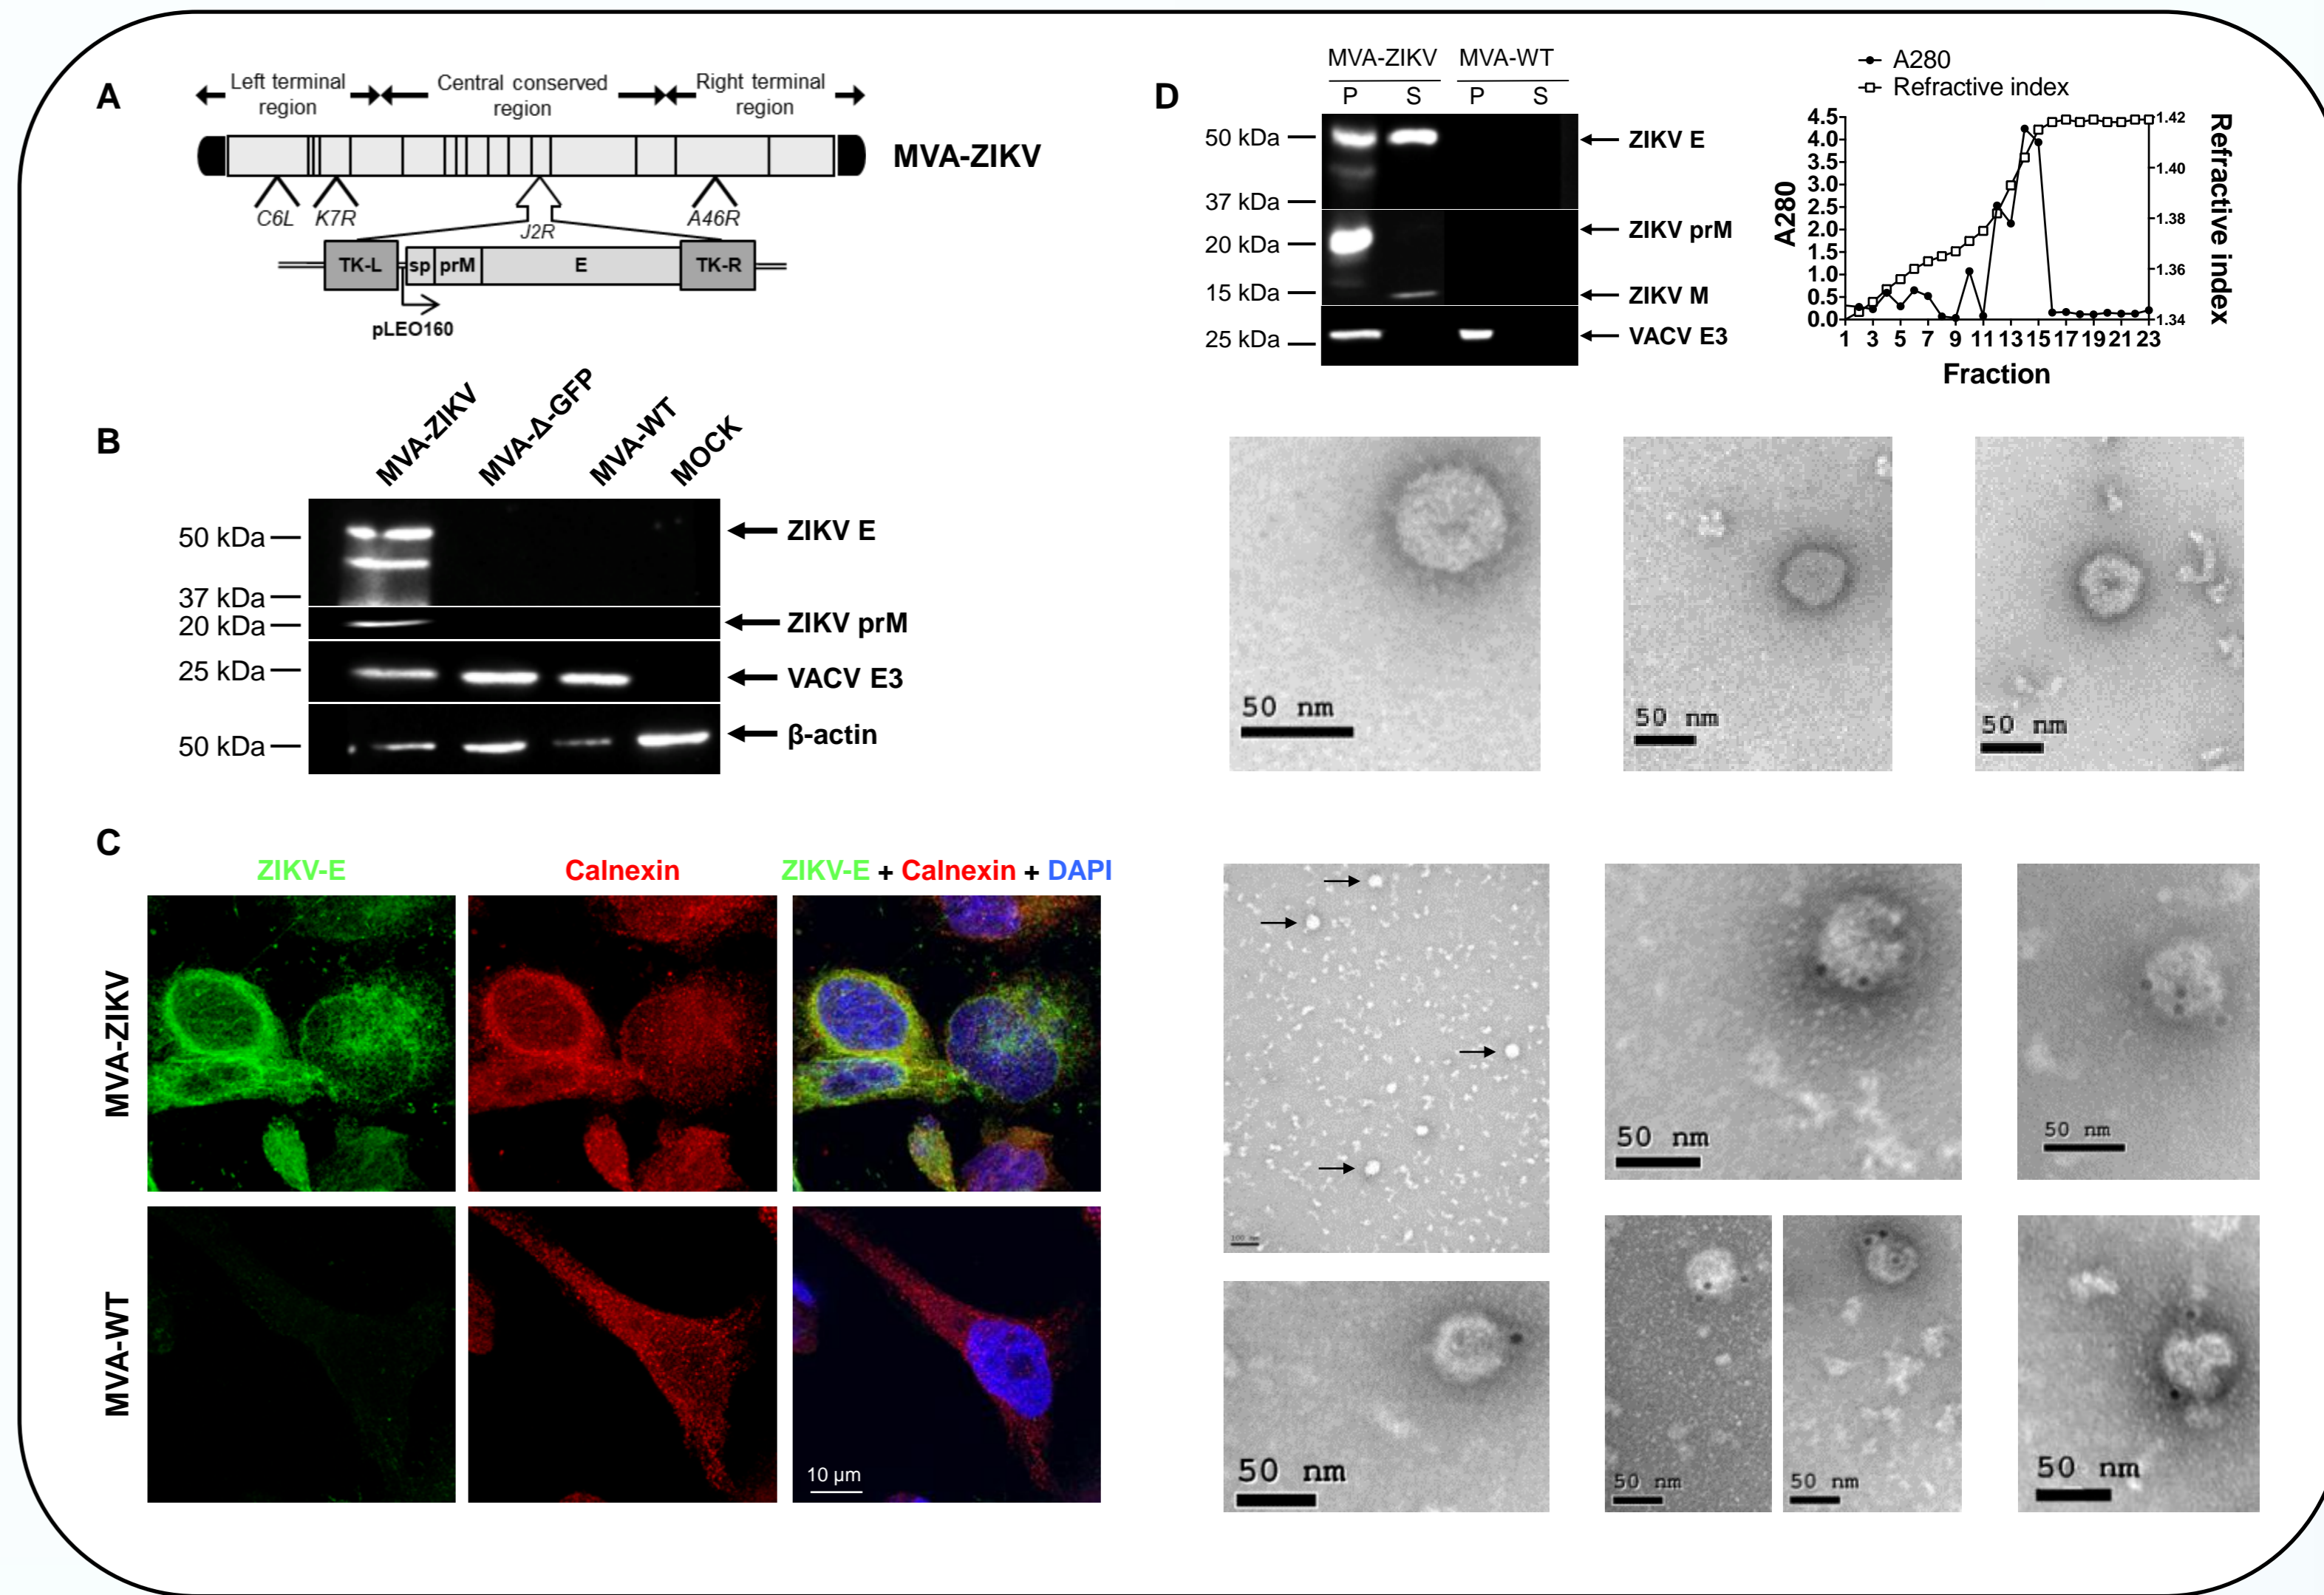 A
Left terminal region
Central conserved region
Right terminal region
MVA-ZIKV
C6L
K7R
J2R
A46R
TK-L
sp
prM
E
TK-R
pLEO160
B
MVA-ZIKV
MVA-Δ-GFP
MVA-WT
MOCK
50 kDa
ZIKV E
37 kDa
20 kDa
ZIKV prM
25 kDa
VACV E3
50 kDa
β-actin
C
ZIKV-E
Calnexin
ZIKV-E + Calnexin + DAPI
MVA-ZIKV
MVA-WT
10 µm
D
MVA-ZIKV MVA-WT
P S P S
50 kDa
ZIKV E
37 kDa
ZIKV prM
20 kDa
15 kDa
ZIKV M
25 kDa
VACV E3
A280
Refractive index
4.5
4.0
3.5
3.0
2.5
2.0
1.5
1.0
0.5
0.0
A280
1.42
1.40
1.38
1.36
1.34
Refractive index
1 3 5 7 9 11 13 15 17 19 21 23
Fraction
50 nm
50 nm
50 nm
100 nm
50 nm
50 nm
50 nm
50 nm
50 nm
50 nm